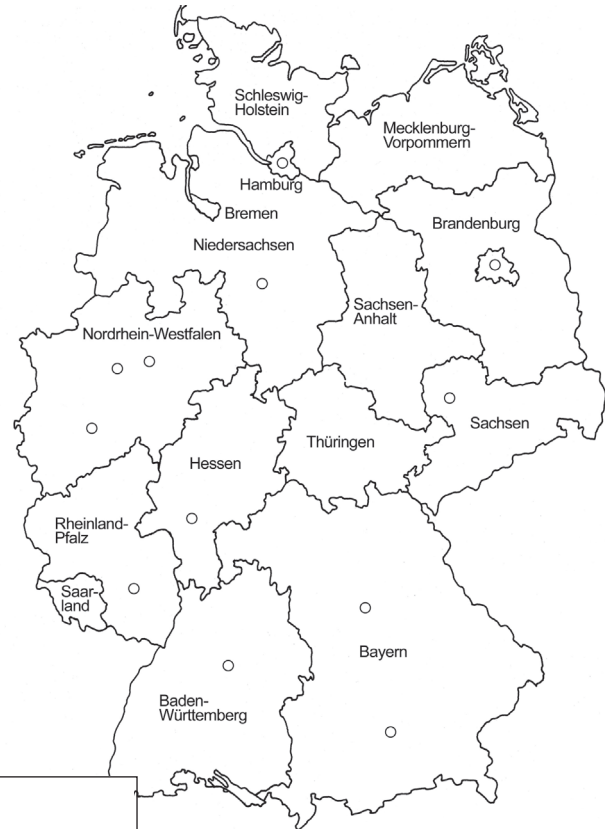 Schleswig-
Holstein
Mecklenburg-
Vorpommern
Hamburg
Bremen
Brandenburg
Niedersachsen
Sachsen-
Anhalt
Nordrhein-Westfalen
Sachsen
Thüringen
Hessen
Rheinland-
Pfalz
Saar-
land
Bayern
Baden-
Württemberg